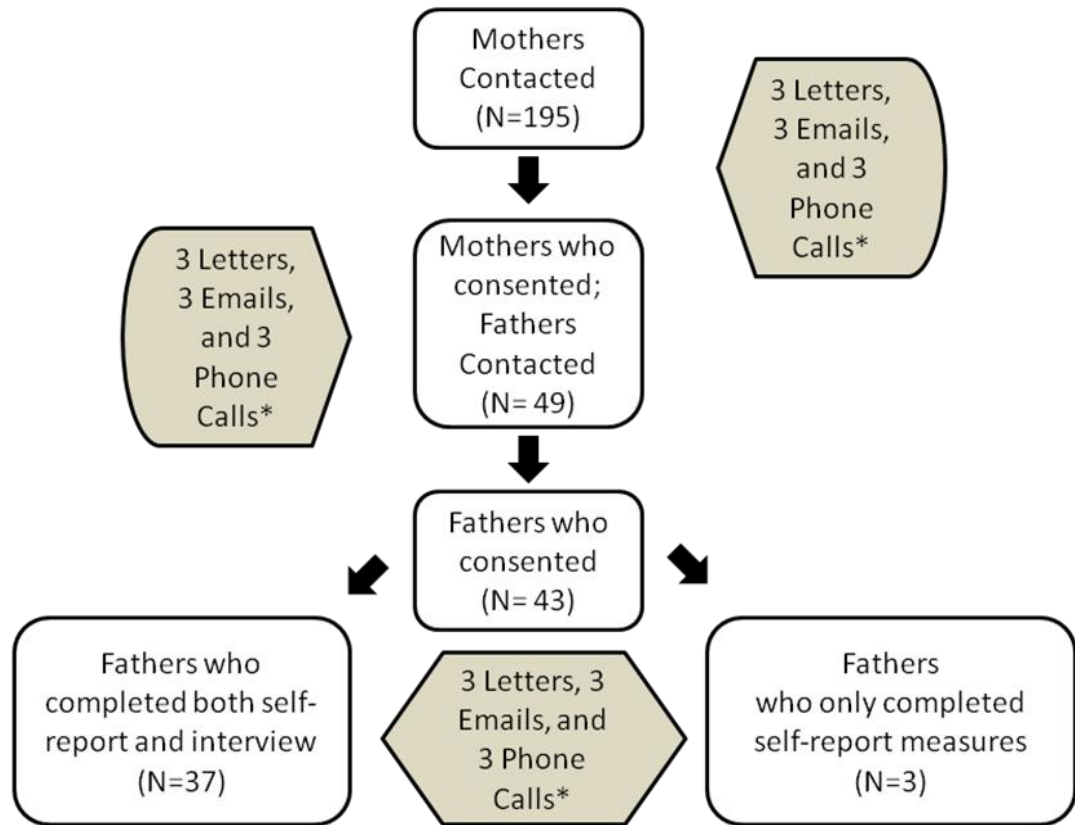 Mothers
Contacted
(N=195)
3 Letters,
3 Emails,
and 3
Phone
Calls*
Mothers who
consented;
Fathers
Contacted
(N= 49)
3 Letters,
3 Emails,
and 3
Phone
Calls*
Fathers who
consented
(N= 43)
Fathers who
completed both self-
report and interview
(N=37)
3 Letters, 3
Emails, and
3 Phone
Calls*
Fathers
who only completed
self-report measures
(N=3)